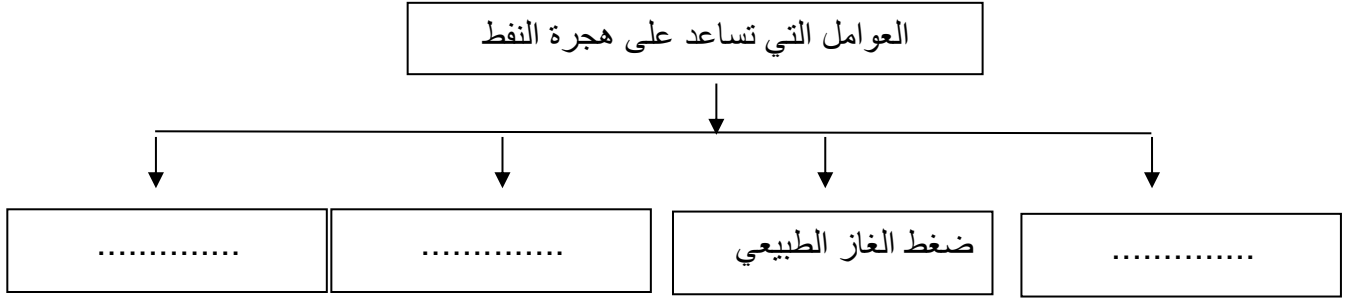 العوامل التي تساعد على هجرة النفط
..............
ضغط الغاز الطبيعي
..............
..............